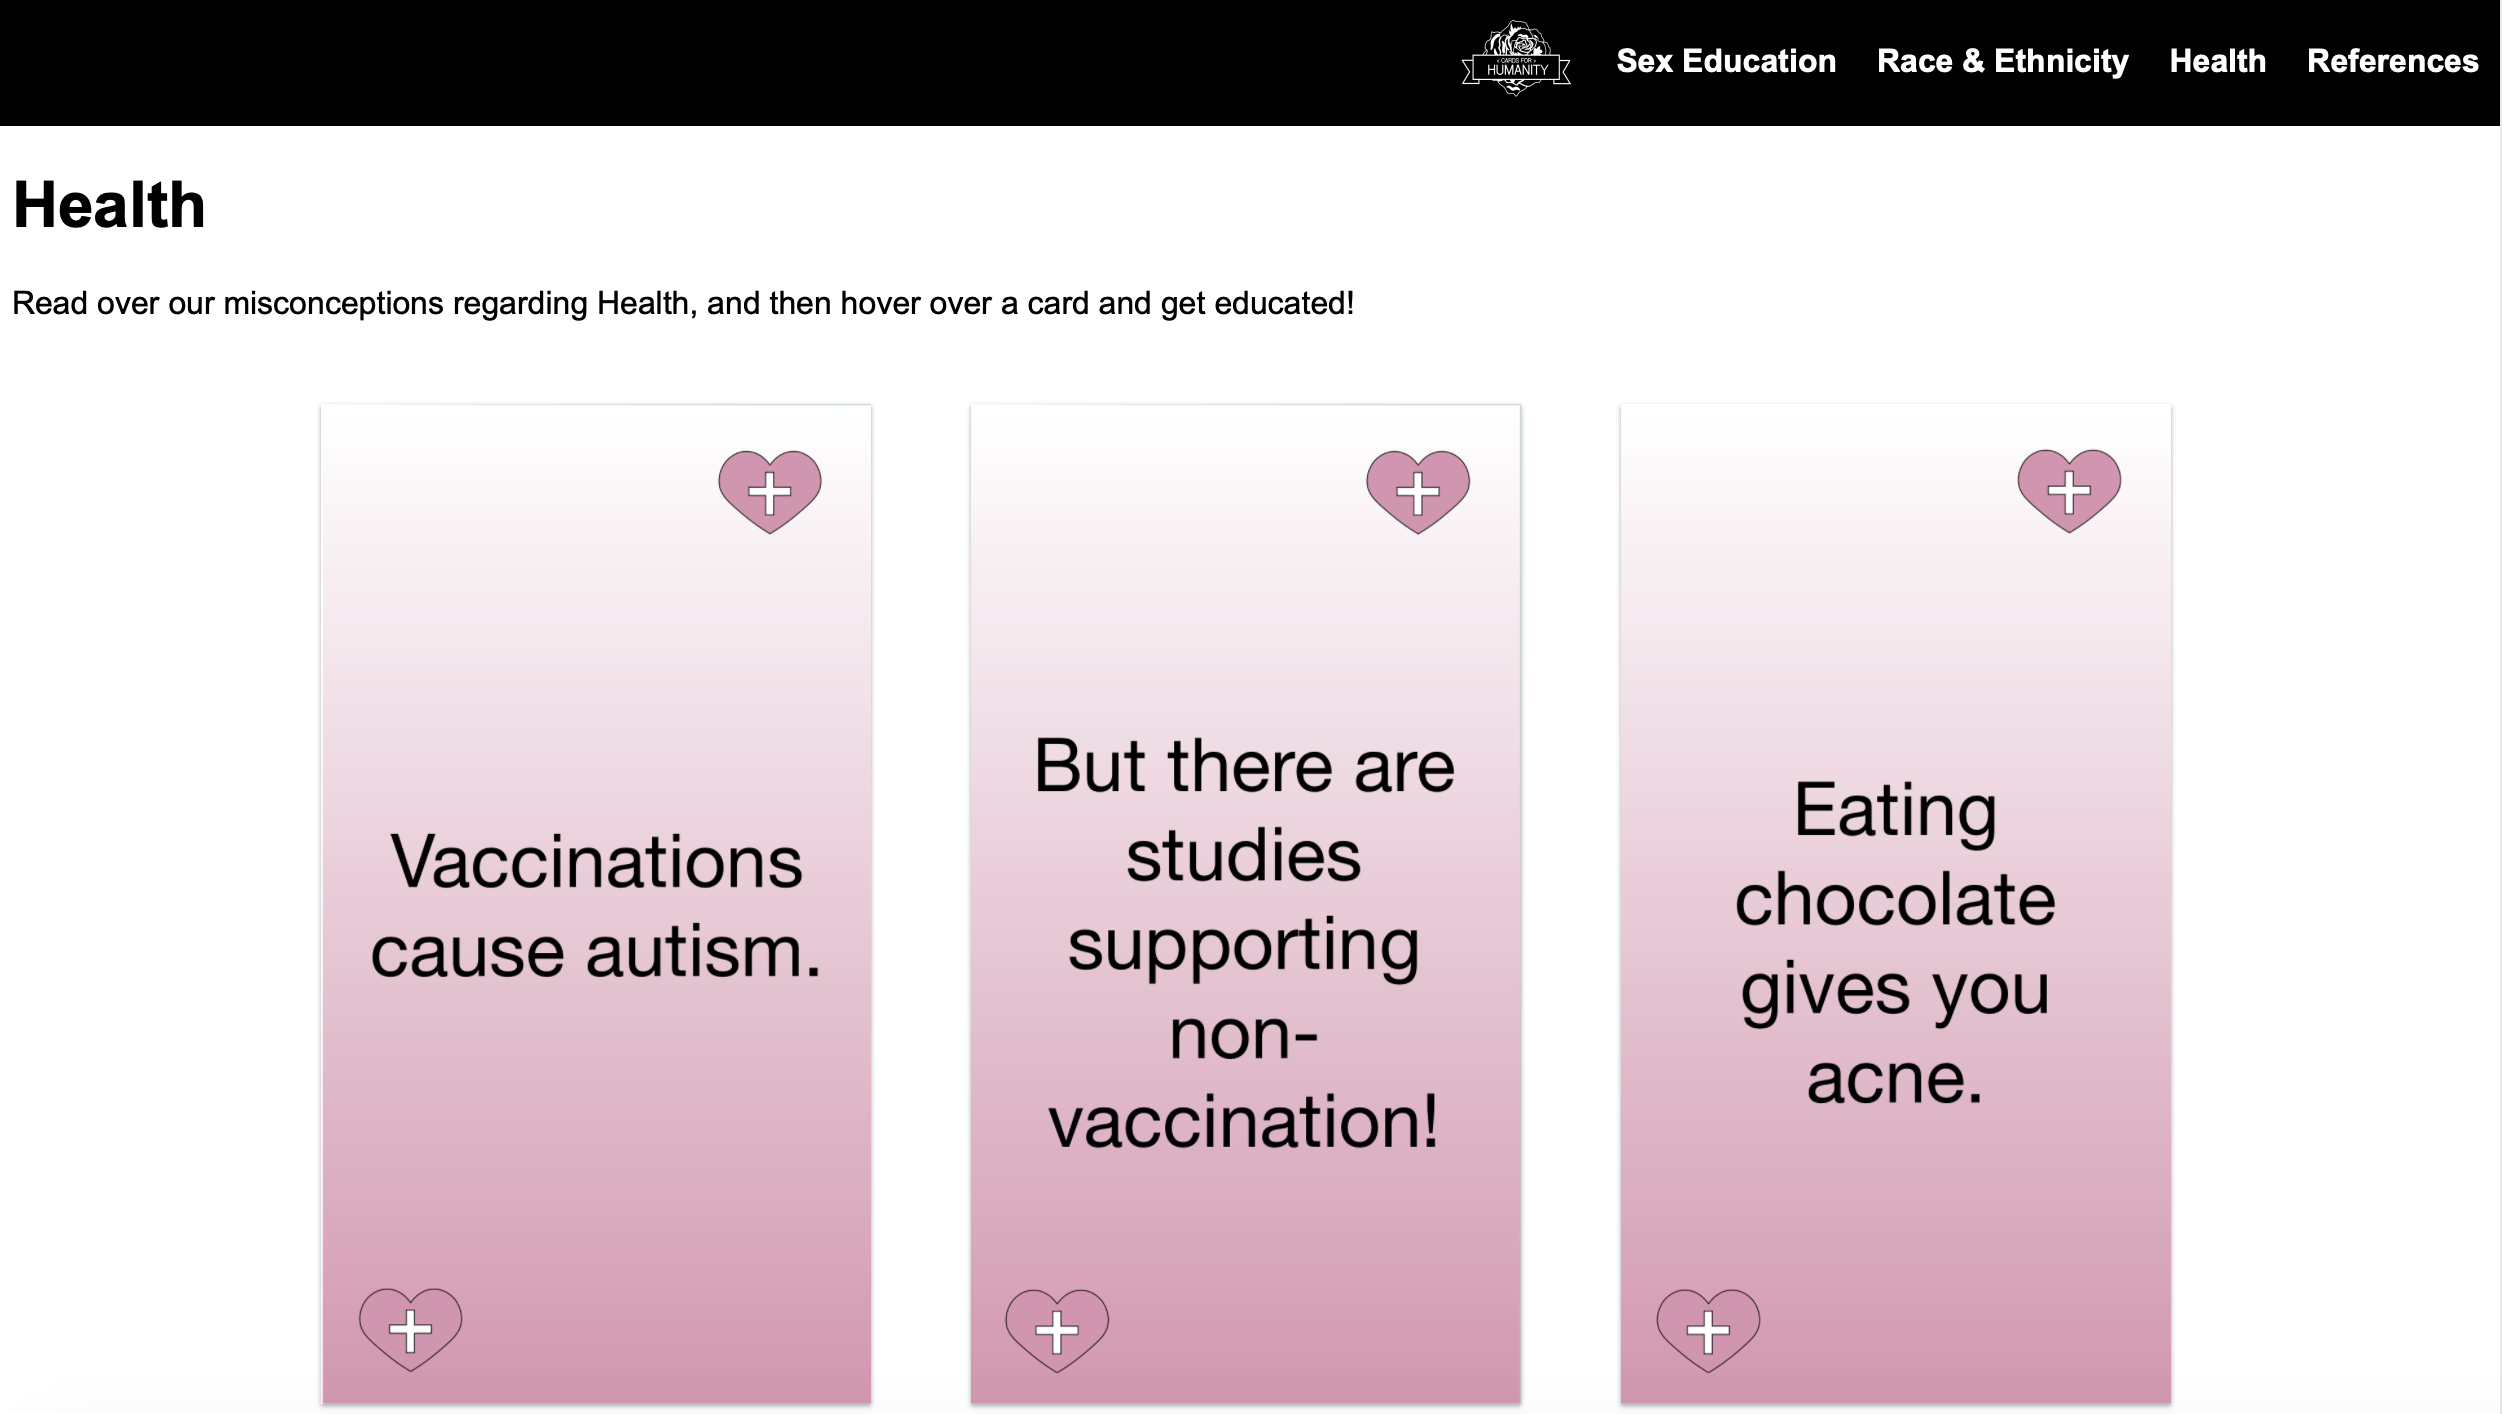 < CARDS FOR >
HUMANITY
Sex Education Race & Ethnicity Health References
Health
Read over our misconceptions regarding Health, and then hover over a card and get educated!
Vaccinations
cause autism.
But there are
studies
supporting
non-
vaccination!
Eating
chocolate
gives you
acne.